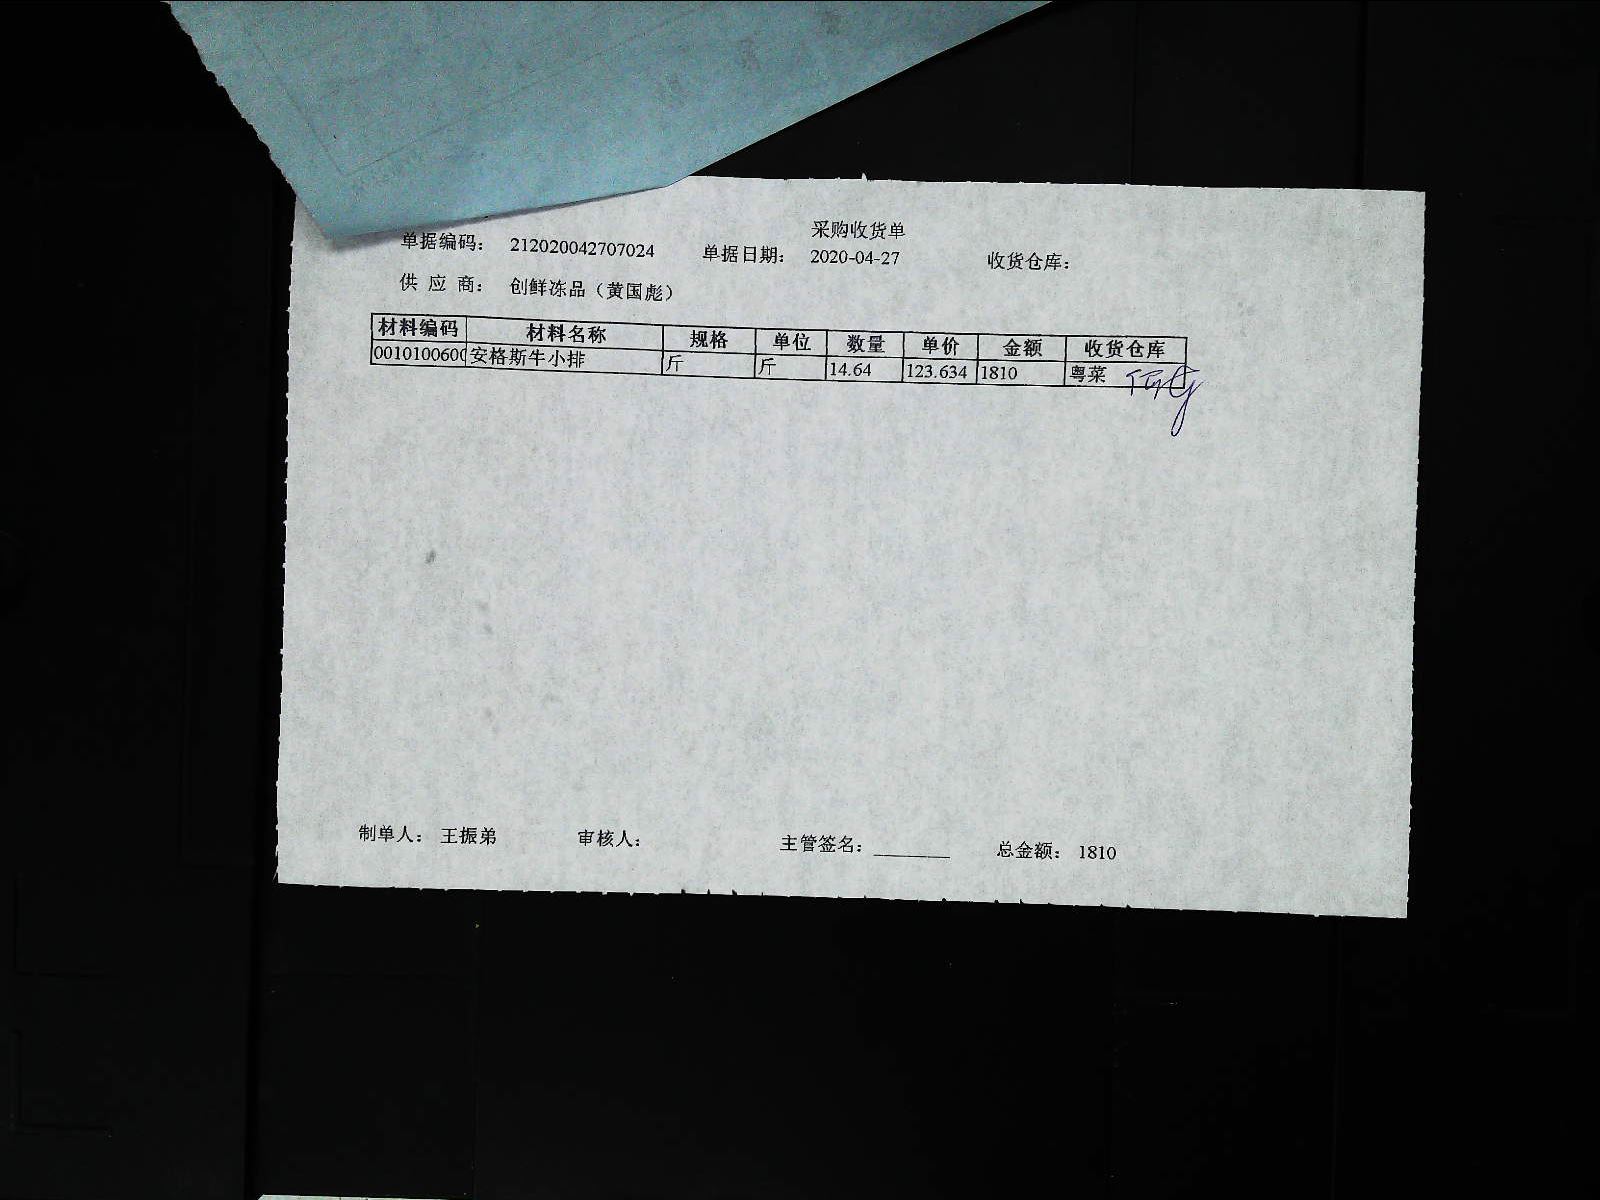 采购收货单
单据编码： 212020042707024 单据日期： 2020-04-27 收货仓库：
供 应 商： 创鲜冻品（黄国彪）
材料编码 材料名称 规格 单位 数量 单价 金额 收货仓库
0010100600 安格斯牛小排 斤 斤 14.64 123.634 1810 粤菜
制单人： 王振弟 审核人： 主管签名： ________ 总金额： 1810